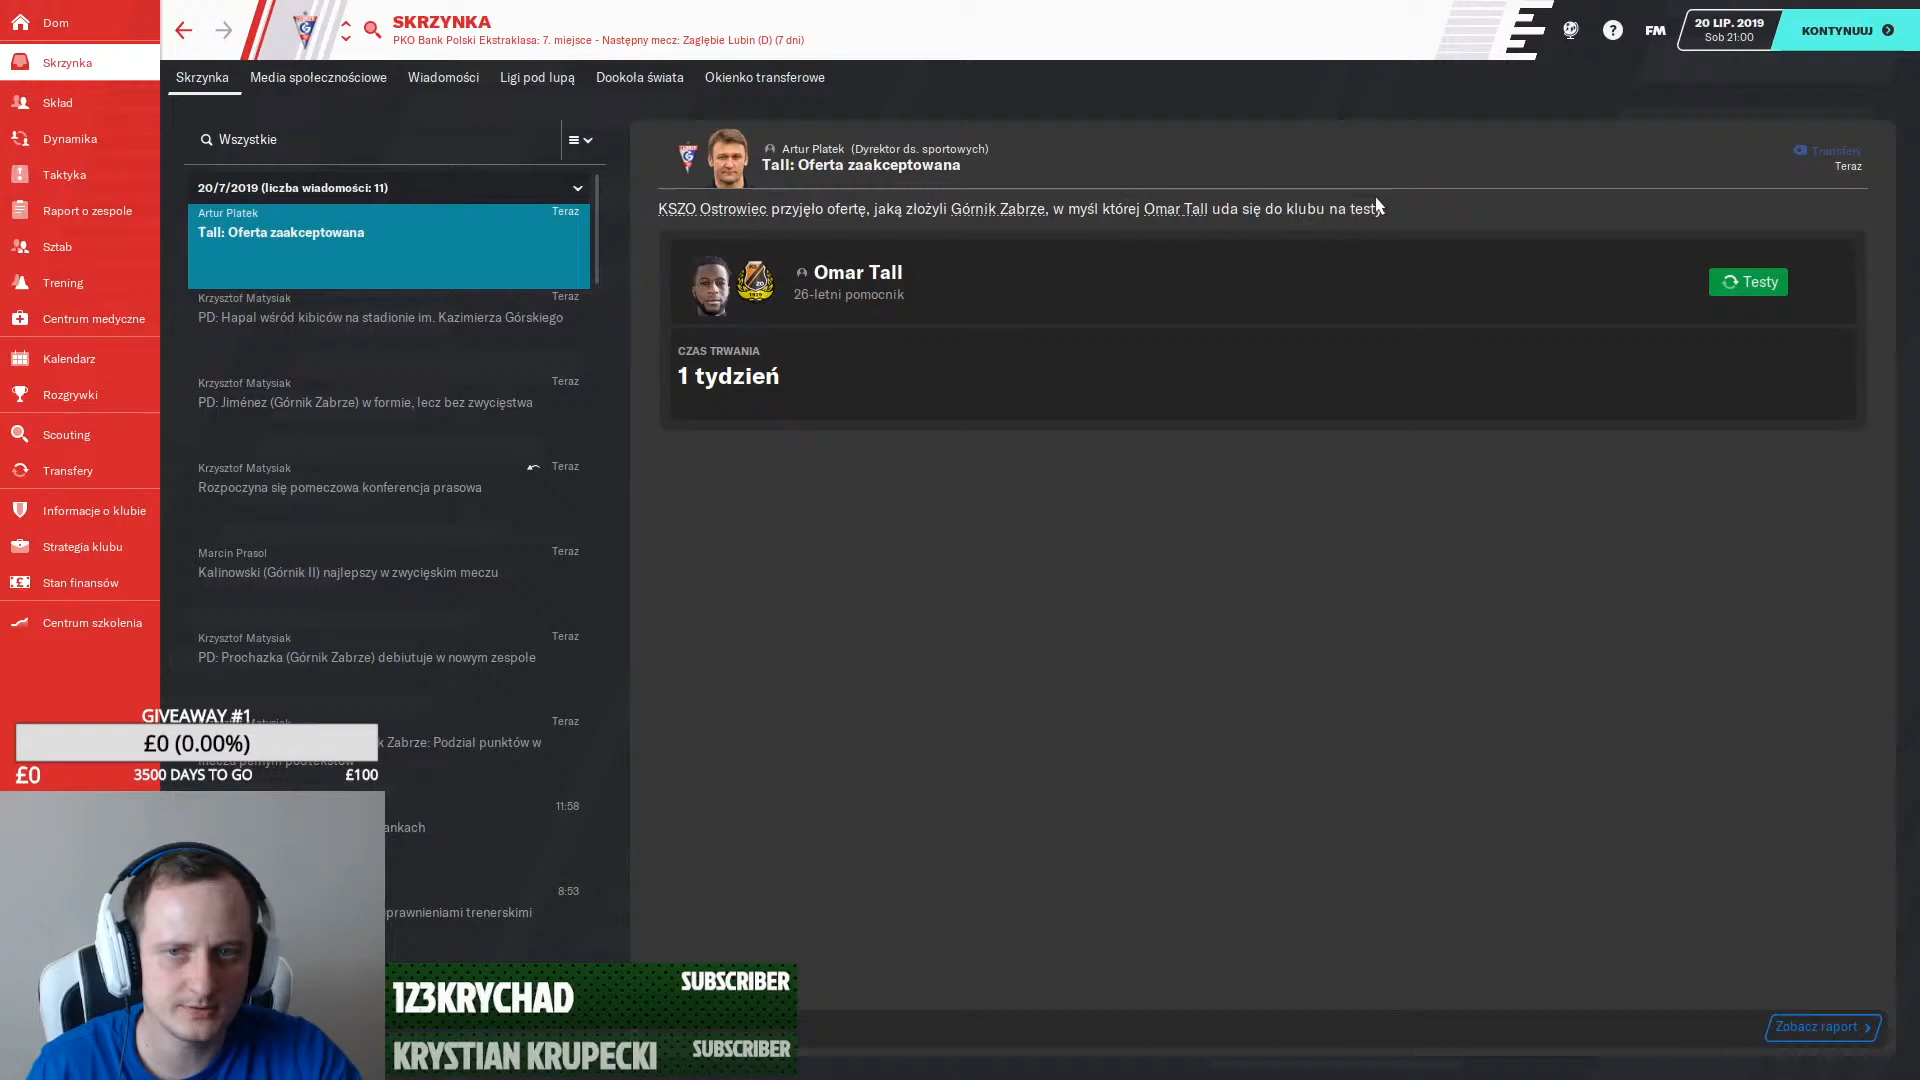 Dom
Skrzynka
Skład
Dynamika
Taktyka
Raport o zespole
Sztab
Trening
Centrum medyczne
Kalendarz
Rozgrywki
Scouting
Transfery
Informacje o klubie
Strategia klubu
Stan finansów
Centrum szkolenia
SKRZYNKA
PKO Bank Polski Ekstraklasa: 7. miejsce - Następny mecz: Zagłębie Lubin (D) (7 dni)
FM
20 LIP. 2019
Sob 21:00
KONTYNUUJ
Skrzynka Media społecznościowe Wiadomości Ligi pod lupą Dookoła świata Okienko transferowe
Wszystkie
20/7/2019 (liczba wiadomości: 11)
Artur Platek Teraz
Tall: Oferta zaakceptowana
Krzysztof Matysiak Teraz
PD: Hapal wśród kibiców na stadionie im. Kazimierza Górskiego
Krzysztof Matysiak Teraz
PD: Jiménez (Górnik Zabrze) w formie, lecz bez zwycięstwa
Krzysztof Matysiak Teraz
Rozpoczyna się pomeczowa konferencja prasowa
Marcin Prasol Teraz
Kalinowski (Górnik II) najlepszy w zwycięskim meczu
Krzysztof Matysiak Teraz
PD: Prochazka (Górnik Zabrze) debiutuje w nowym zespole
Matysiak Teraz
k Zabrze: Podział punktów w
meczu pełnym podtekstów
11:58
ankach
8:53
prawnieniami trenerskimi
Artur Platek (Dyrektor ds. sportowych)
Tall: Oferta zaakceptowana
Transfery
Teraz
KSZO Ostrowiec przyjęło ofertę, jaką złożyli Górnik Zabrze, w myśl której Omar Tall uda się do klubu na testy
Omar Tall
26-letni pomocnik
Testy
CZAS TRWANIA
1 tydzień
Zobacz raport
GIVEAWAY #1
£0 (0.00%)
£0 3500 DAYS TO GO £100
123KRYCHAD SUBSCRIBER
KRYSTIAN KRUPECKI SUBSCRIBER